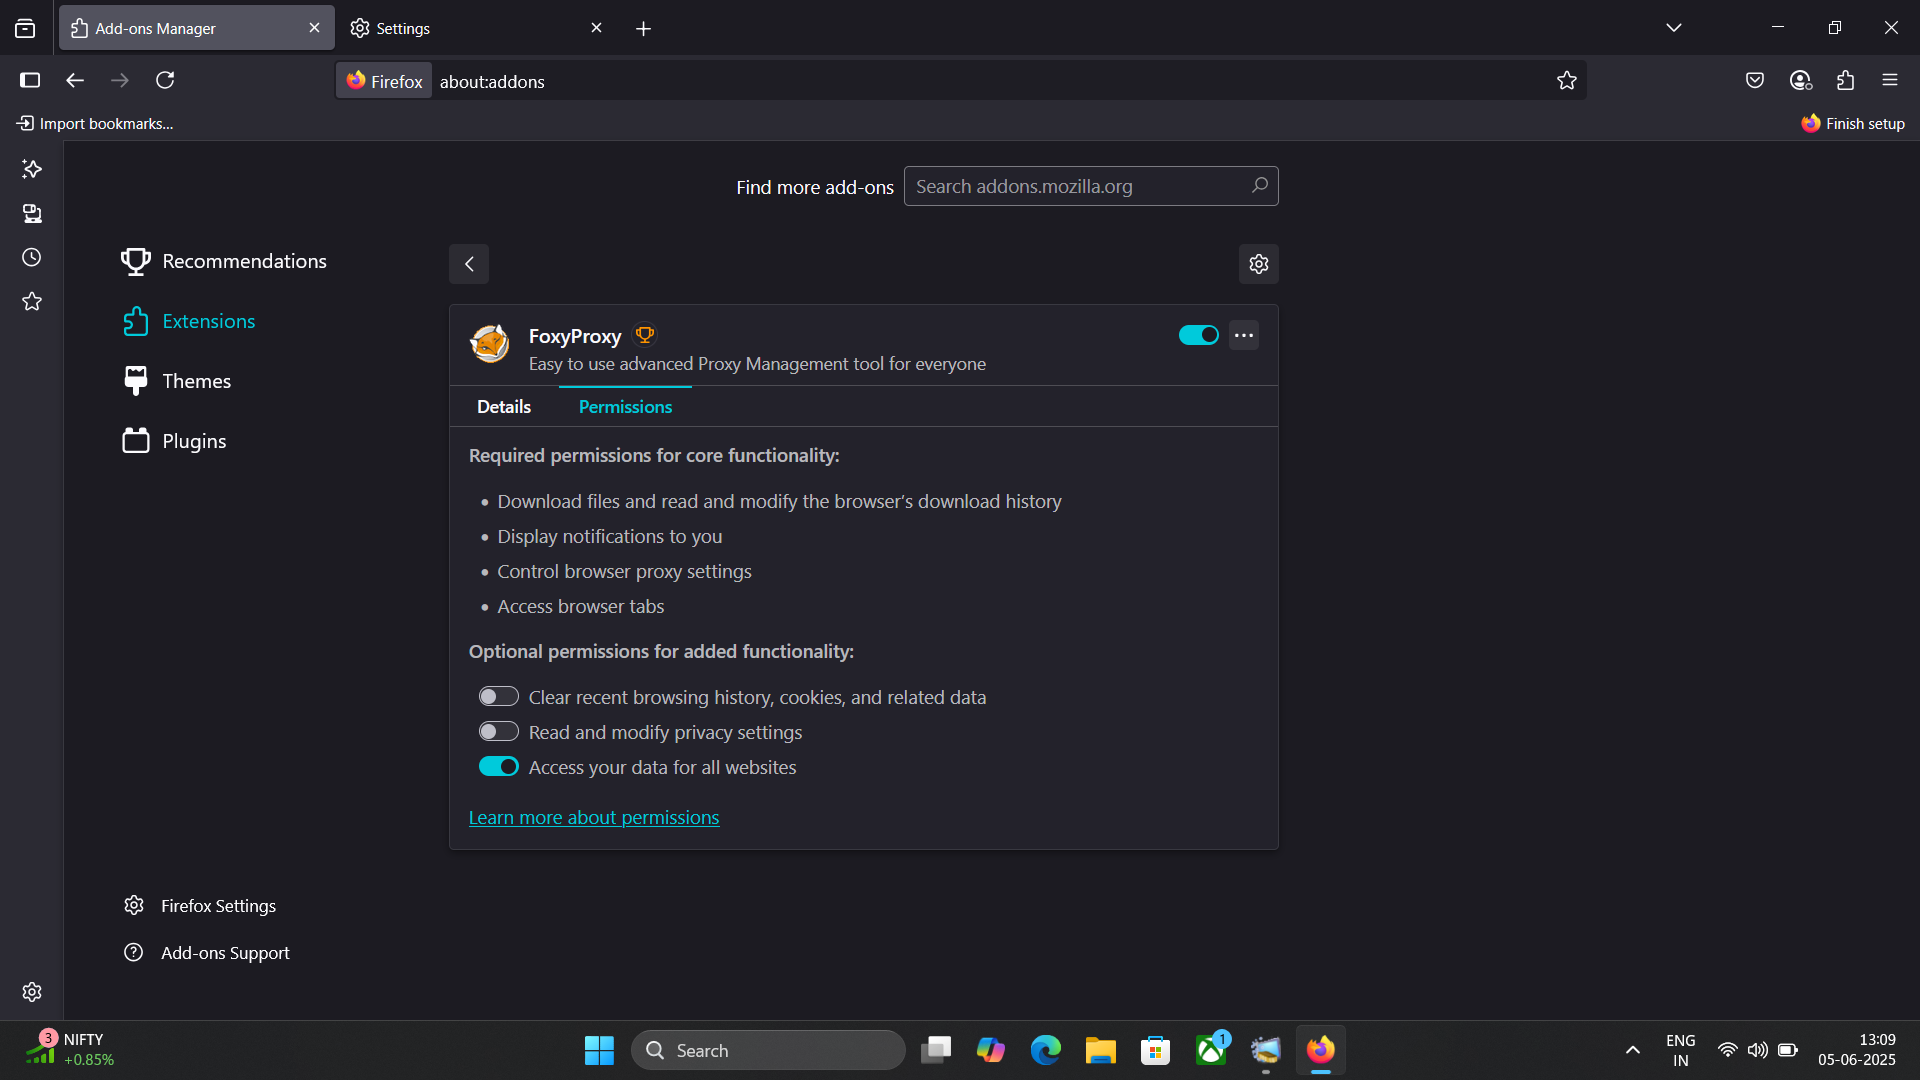 Add-ons Manager
Settings
Firefox
about:addons
Import bookmarks...
Finish setup
Find more add-ons
Search addons.mozilla.org
Recommendations
Extensions
Themes
Plugins
FoxyProxy
Easy to use advanced Proxy Management tool for everyone
Details
Permissions
Required permissions for core functionality:
• Download files and read and modify the browser's download history
• Display notifications to you
• Control browser proxy settings
• Access browser tabs
Optional permissions for added functionality:
Clear recent browsing history, cookies, and related data
Read and modify privacy settings
Access your data for all websites
Learn more about permissions
Firefox Settings
Add-ons Support
3
NIFTY
+0.85%
Search
1
ENG
IN
13:09
05-06-2025